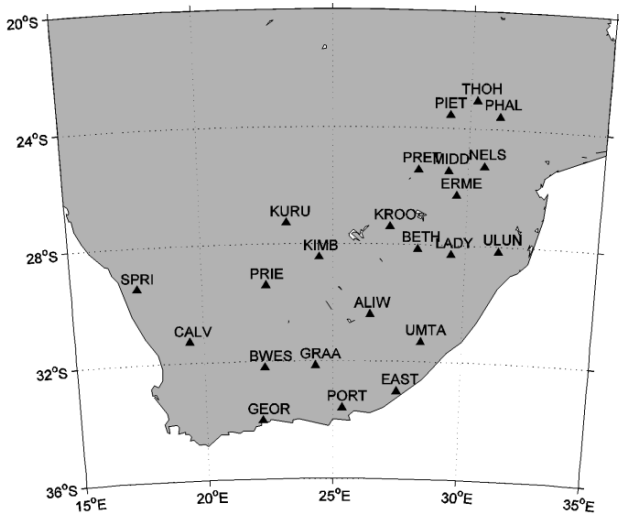 20°S
THOH
PIET PHAL
24°S
PRET MIDD NELS
ERME
KURU
KROO
BETH LADY ULUN
KIMB
28°S
PRIE
SPRI
ALIW
CALV
UMTA
BWES GRAA
32°S
EAST
PORT
GEOR
36°S
15°E 20°E 25°E 30°E 35°E